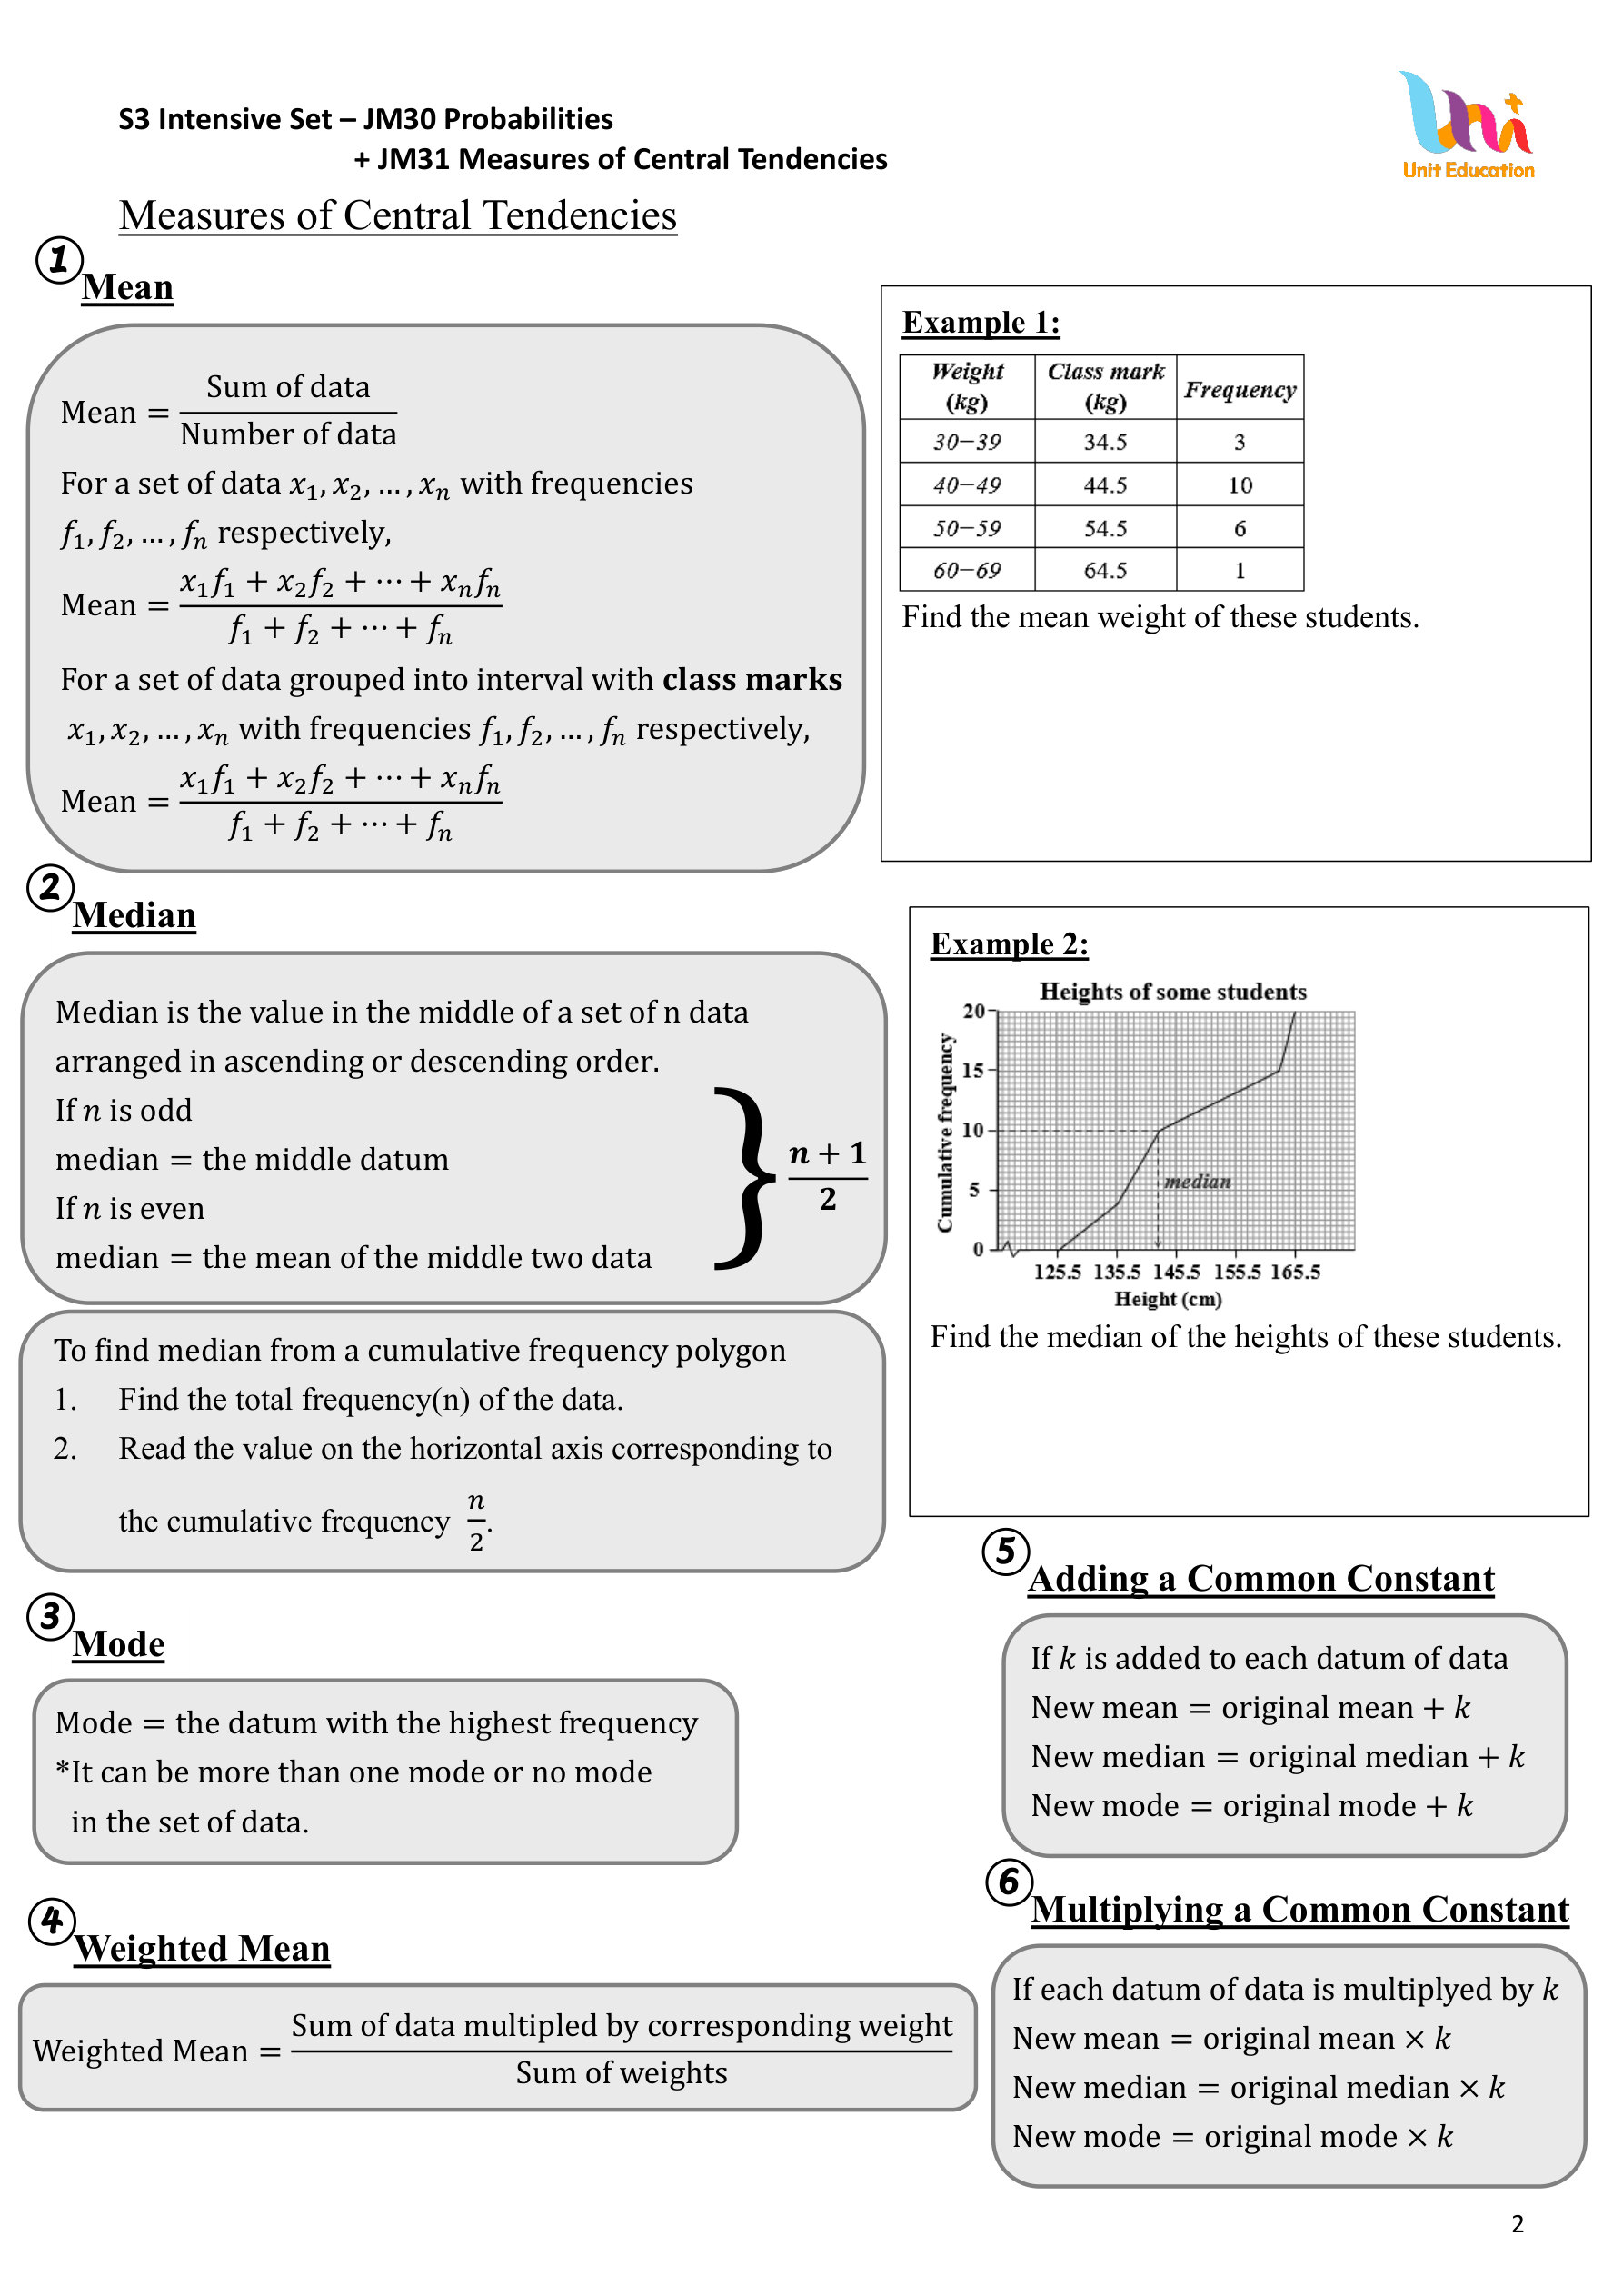 S3 Intensive Set – JM30 Probabilities
+ JM31 Measures of Central Tendencies
Uni+
Unit Education
Measures of Central Tendencies
1
Mean
Mean = Sum of data / Number of data
For a set of data x₁, x₂, … , xₙ with frequencies
f₁, f₂, … , fₙ respectively,
Mean = (x₁f₁ + x₂f₂ + ⋯ + xₙfₙ) / (f₁ + f₂ + ⋯ + fₙ)
For a set of data grouped into interval with class marks
x₁, x₂, … , xₙ with frequencies f₁, f₂, … , fₙ respectively,
Mean = (x₁f₁ + x₂f₂ + ⋯ + xₙfₙ) / (f₁ + f₂ + ⋯ + fₙ)
Example 1:
Weight (kg) Class mark (kg) Frequency
30–39 34.5 3
40–49 44.5 10
50–59 54.5 6
60–69 64.5 1
Find the mean weight of these students.
2
Median
Median is the value in the middle of a set of n data
arranged in ascending or descending order.
If n is odd
median = the middle datum
If n is even
median = the mean of the middle two data
} (n + 1) / 2
To find median from a cumulative frequency polygon
1. Find the total frequency(n) of the data.
2. Read the value on the horizontal axis corresponding to
the cumulative frequency n/2.
Example 2:
Heights of some students
Cumulative frequency
20
15
10
5
0
median
125.5 135.5 145.5 155.5 165.5
Height (cm)
Find the median of the heights of these students.
3
Mode
Mode = the datum with the highest frequency
*It can be more than one mode or no mode
in the set of data.
4
Weighted Mean
Weighted Mean = Sum of data multipled by corresponding weight / Sum of weights
5
Adding a Common Constant
If k is added to each datum of data
New mean = original mean + k
New median = original median + k
New mode = original mode + k
6
Multiplying a Common Constant
If each datum of data is multiplyed by k
New mean = original mean × k
New median = original median × k
New mode = original mode × k
2